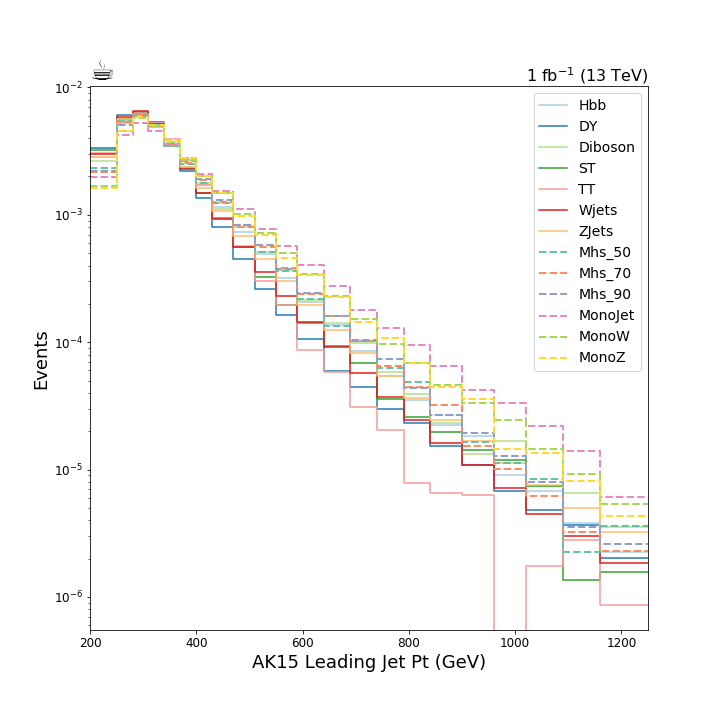 1 fb⁻¹ (13 TeV)
10⁻²
10⁻³
10⁻⁴
10⁻⁵
10⁻⁶
Events
Hbb
DY
Diboson
ST
TT
Wjets
ZJets
Mhs_50
Mhs_70
Mhs_90
MonoJet
MonoW
MonoZ
200 400 600 800 1000 1200
AK15 Leading Jet Pt (GeV)